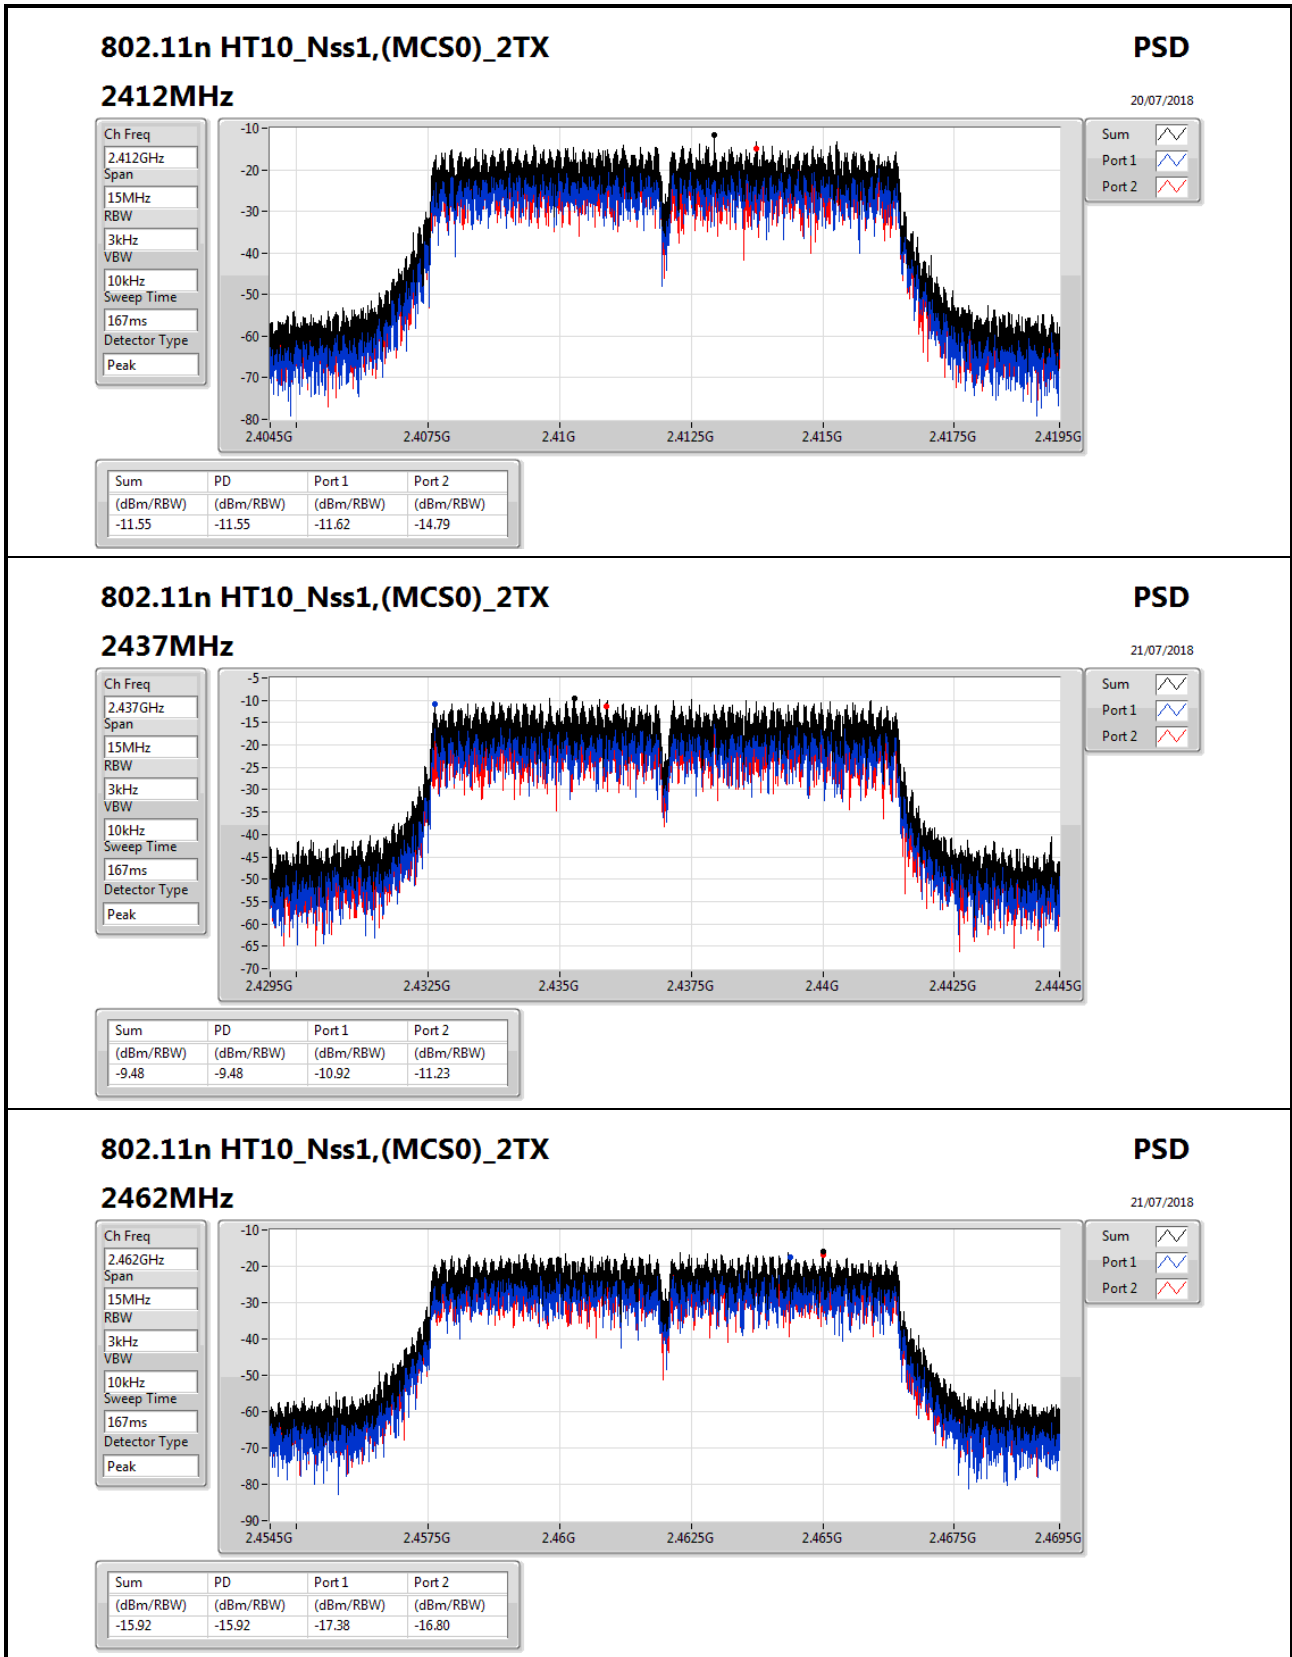 802.11n HT10_Nss1,(MCS0)_2TX PSD
2412MHz 20/07/2018
Ch Freq
2.412GHz
Span
15MHz
RBW
3kHz
VBW
10kHz
Sweep Time
167ms
Detector Type
Peak
-10
-20
-30
-40
-50
-60
-70
-80
2.4045G 2.4075G 2.41G 2.4125G 2.415G 2.4175G 2.4195G
Sum
Port 1
Port 2
Sum PD Port 1 Port 2
(dBm/RBW) (dBm/RBW) (dBm/RBW) (dBm/RBW)
-11.55 -11.55 -11.62 -14.79
802.11n HT10_Nss1,(MCS0)_2TX PSD
2437MHz 21/07/2018
Ch Freq
2.437GHz
Span
15MHz
RBW
3kHz
VBW
10kHz
Sweep Time
167ms
Detector Type
Peak
-5
-10
-15
-20
-25
-30
-35
-40
-45
-50
-55
-60
-65
-70
2.4295G 2.4325G 2.435G 2.4375G 2.44G 2.4425G 2.4445G
Sum
Port 1
Port 2
Sum PD Port 1 Port 2
(dBm/RBW) (dBm/RBW) (dBm/RBW) (dBm/RBW)
-9.48 -9.48 -10.92 -11.23
802.11n HT10_Nss1,(MCS0)_2TX PSD
2462MHz 21/07/2018
Ch Freq
2.462GHz
Span
15MHz
RBW
3kHz
VBW
10kHz
Sweep Time
167ms
Detector Type
Peak
-10
-20
-30
-40
-50
-60
-70
-80
-90
2.4545G 2.4575G 2.46G 2.4625G 2.465G 2.4675G 2.4695G
Sum
Port 1
Port 2
Sum PD Port 1 Port 2
(dBm/RBW) (dBm/RBW) (dBm/RBW) (dBm/RBW)
-15.92 -15.92 -17.38 -16.80